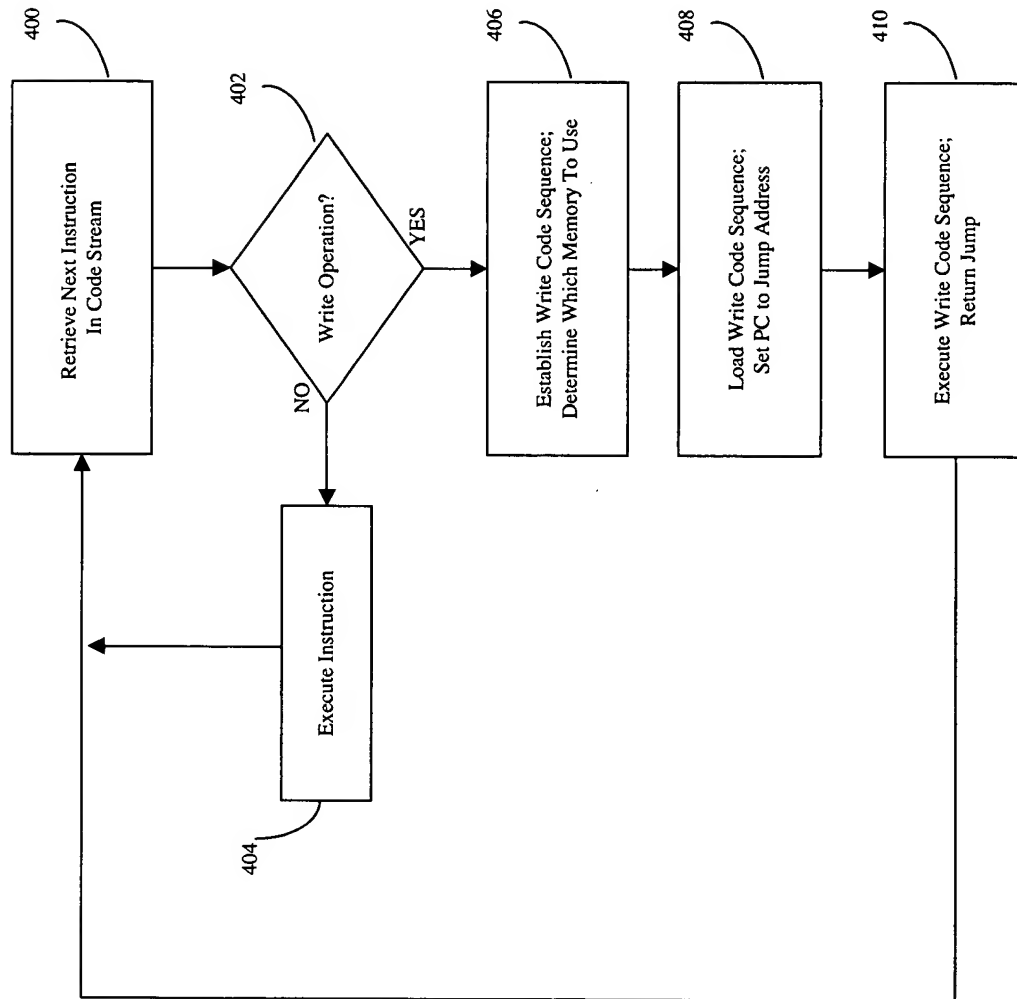 400
Retrieve Next Instruction
In Code Stream
402
Write Operation?
NO
YES
Execute Instruction
404
406
Establish Write Code Sequence;
Determine Which Memory To Use
408
Load Write Code Sequence;
Set PC to Jump Address
410
Execute Write Code Sequence;
Return Jump